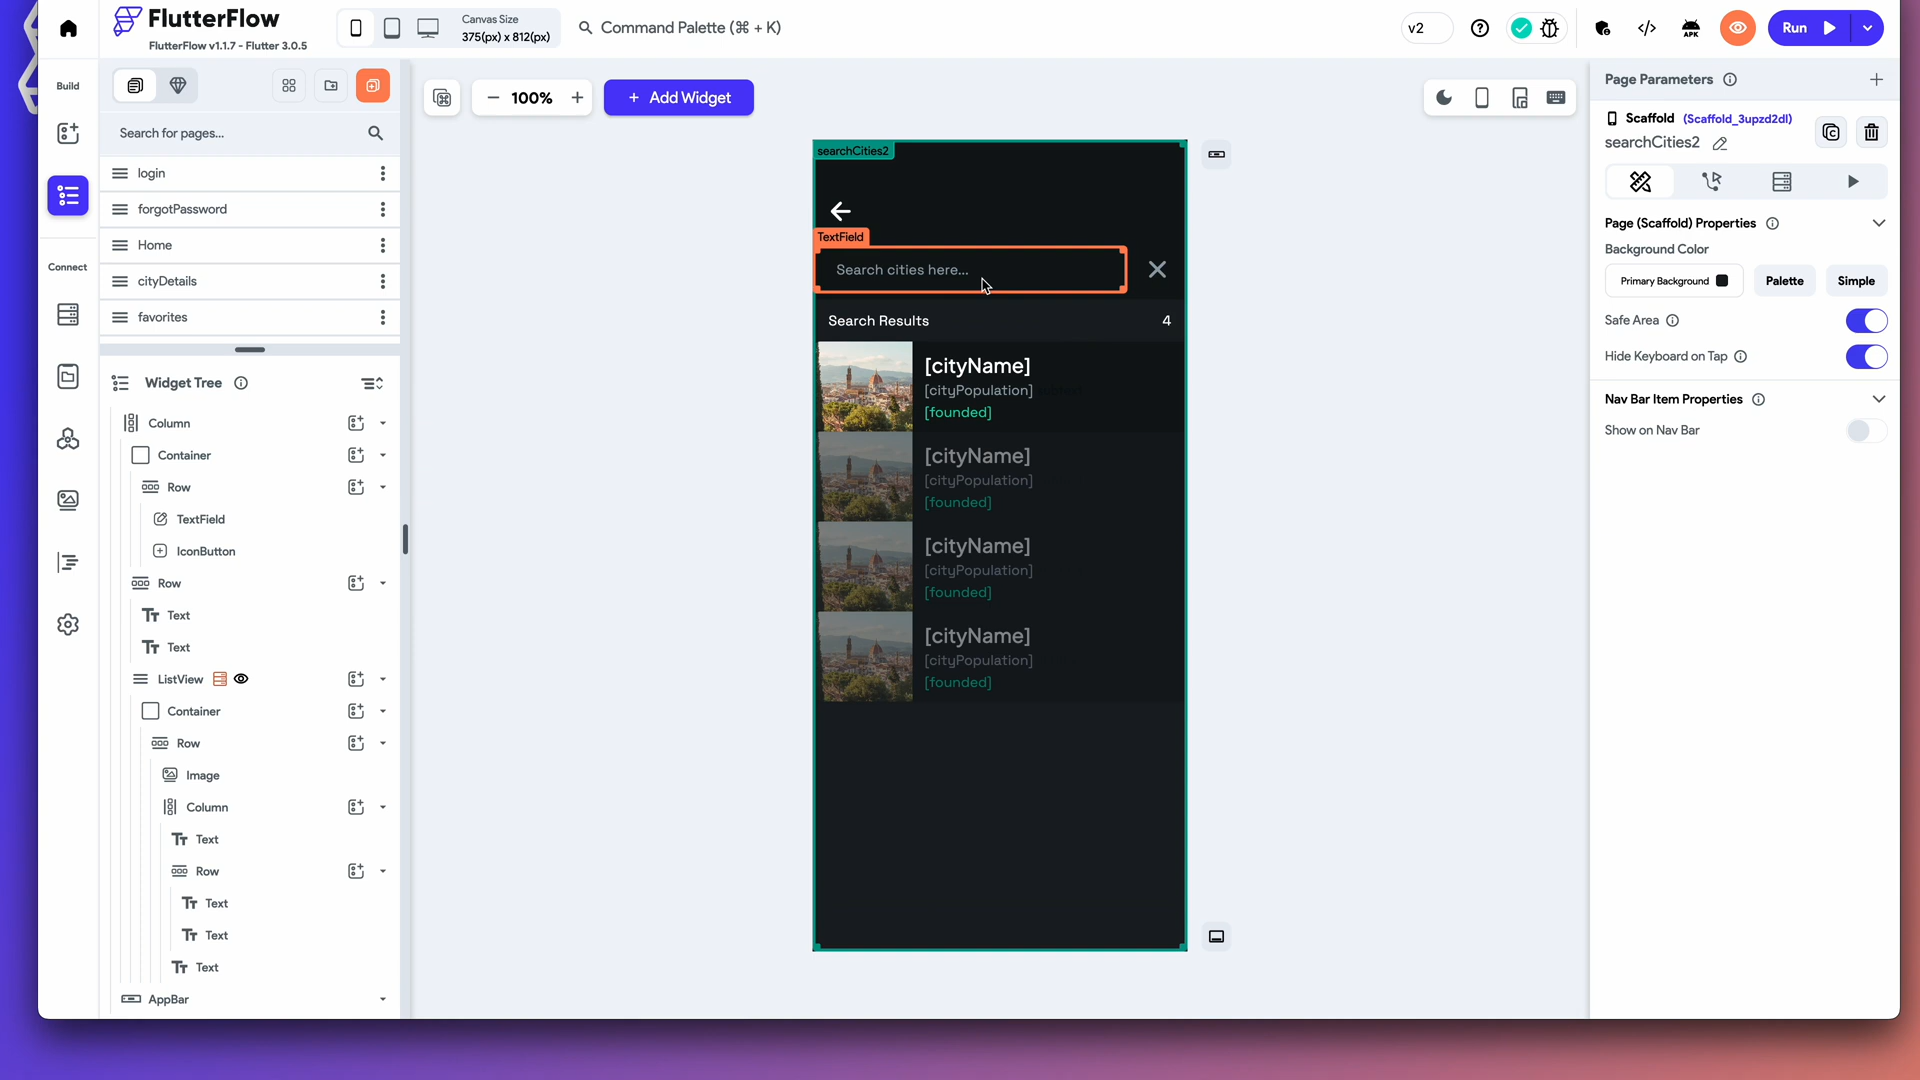 FlutterFlow
FlutterFlow v1.1.7 - Flutter 3.0.5
Canvas Size
375(px) x 812(px)
Command Palette (⌘ + K)
v2
APK
Run
Build
Connect
Search for pages...
login
forgotPassword
Home
cityDetails
favorites
Widget Tree
Column
Container
Row
TextField
IconButton
Row
Text
Text
ListView
Container
Row
Image
Column
Text
Row
Text
Text
Text
AppBar
100%
+ Add Widget
searchCities2
TextField
Search cities here...
Search Results 4
[cityName]
[cityPopulation]
[founded]
[cityName]
[cityPopulation]
[founded]
[cityName]
[cityPopulation]
[founded]
[cityName]
[cityPopulation]
[founded]
Page Parameters
Scaffold (Scaffold_3upzd2dl)
searchCities2
Page (Scaffold) Properties
Background Color
Primary Background
Palette
Simple
Safe Area
Hide Keyboard on Tap
Nav Bar Item Properties
Show on Nav Bar